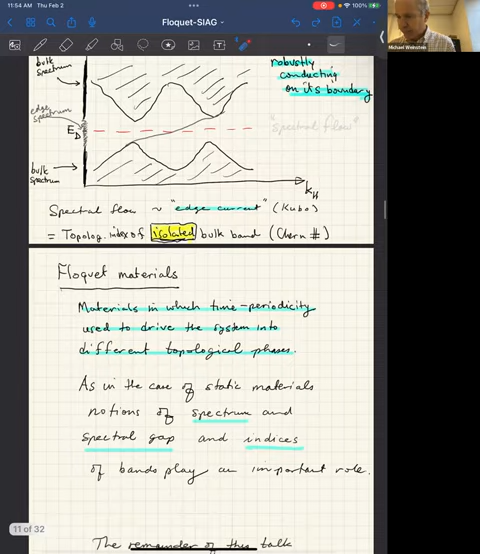 11:54 AM Thu Feb 2
100%
Floquet-SIAG
Michael Weinstein
bulk
spectrum
edge
spectrum
E_D
bulk
spectrum
k_||
robustly
conducting
on its boundary
"spectral flow"
Spectral flow ~ "edge current" (Kubo)
= Topolog. index of isolated bulk band (Chern #)
Floquet materials
Materials in which time-periodicity
used to drive the system into
different topological phases.
As in the case of static materials
notions of spectrum and
spectral gap and indices
of bands play an important role.
11 of 32
The remainder of this talk